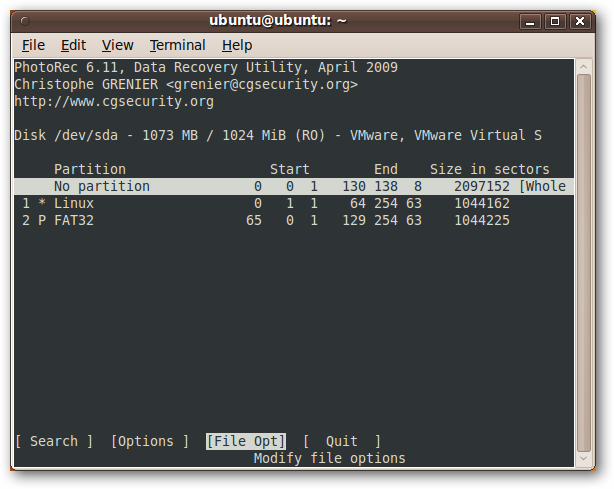 ubuntu@ubuntu: ~
File Edit View Terminal Help
PhotoRec 6.11, Data Recovery Utility, April 2009
Christophe GRENIER <grenier@cgsecurity.org>
http://www.cgsecurity.org
Disk /dev/sda - 1073 MB / 1024 MiB (RO) - VMware, VMware Virtual S
Partition Start End Size in sectors
No partition 0 0 1 130 138 8 2097152 [Whole
1 * Linux 0 1 1 64 254 63 1044162
2 P FAT32 65 0 1 129 254 63 1044225
[ Search ] [Options ] [File Opt] [ Quit ]
Modify file options